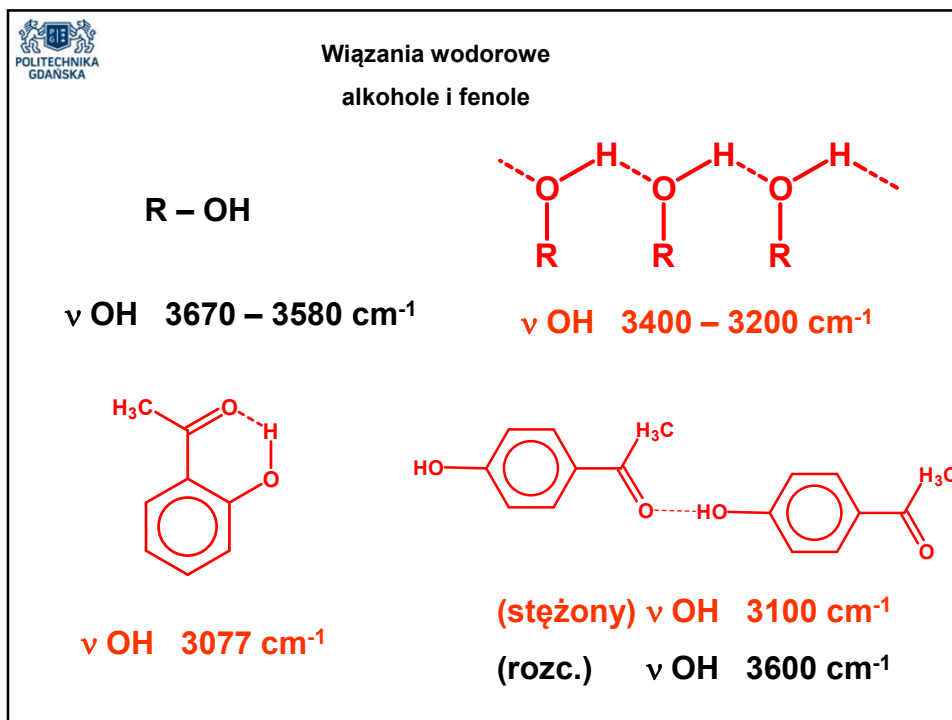 POLITECHNIKA
GDAŃSKA
Wiązania wodorowe
alkohole i fenole
R – OH
H H H
O O O
R R R
ν OH 3670 – 3580 cm-1
ν OH 3400 – 3200 cm-1
H₃C O
H
O
H₃C
HO
O HO
H₃C
O
ν OH 3077 cm-1
(stężony) ν OH 3100 cm-1
(rozc.) ν OH 3600 cm-1